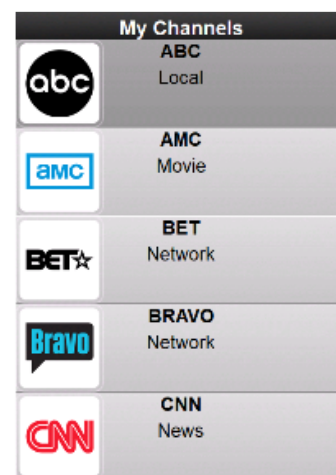 My Channels
abc
ABC
Local
aMC
AMC
Movie
BET
BET
Network
Bravo
BRAVO
Network
CNN
CNN
News